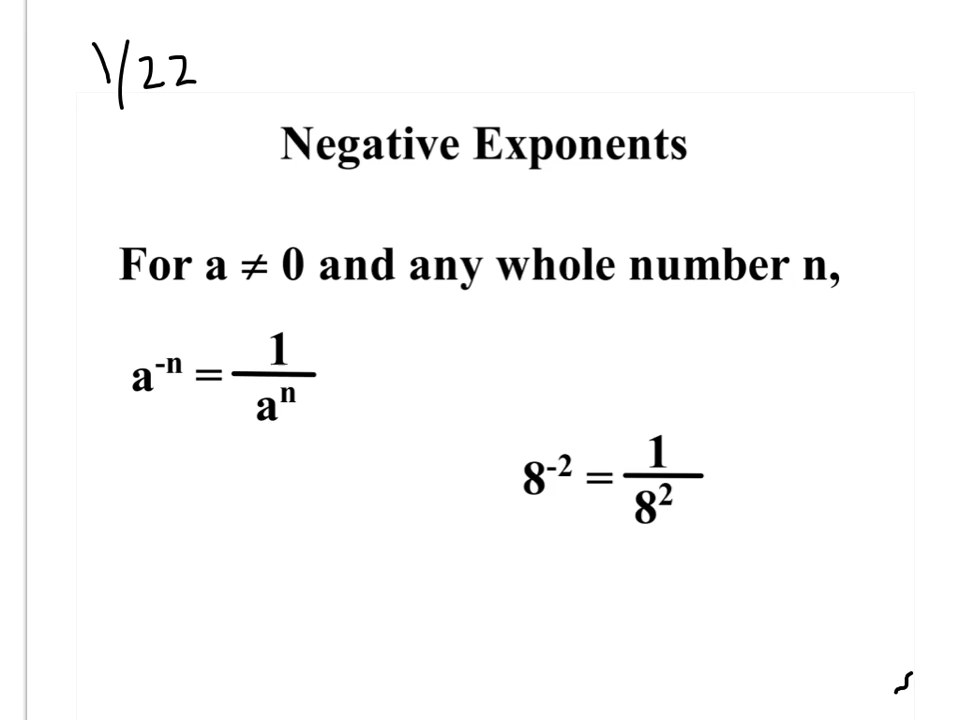 1/22
Negative Exponents
For a ≠ 0 and any whole number n,
a⁻ⁿ = 1/aⁿ
8⁻² = 1/8²